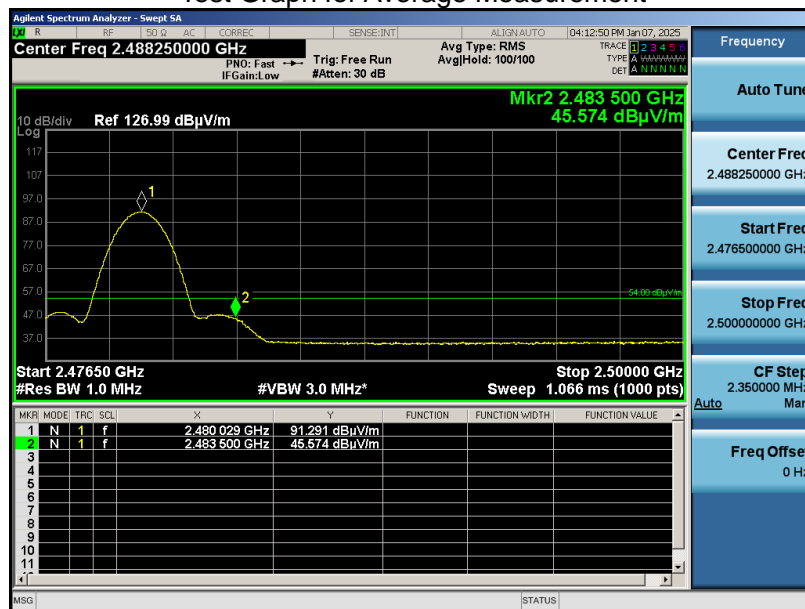 Test Graph for Average Measurement
Agilent Spectrum Analyzer - Swept SA
LXI R RF 50 Ω AC CORREC SENSE:INT ALIGN AUTO 04:12:50 PM Jan 07, 2025
Center Freq 2.488250000 GHz
PNO: Fast
IFGain:Low
Trig: Free Run
#Atten: 30 dB
Avg Type: RMS
Avg|Hold: 100/100
TRACE 1 2 3 4 5 6
TYPE A
DET A N N N N N
Mkr2 2.483 500 GHz
45.574 dBµV/m
10 dB/div Ref 126.99 dBµV/m
Log
117
107
97.0
87.0
77.0
67.0
57.0
47.0
37.0
1
2
54.00 dBµV/m
Start 2.47650 GHz Stop 2.50000 GHz
#Res BW 1.0 MHz #VBW 3.0 MHz* Sweep 1.066 ms (1000 pts)
MKR MODE TRC SCL X Y FUNCTION FUNCTION WIDTH FUNCTION VALUE
1 N 1 f 2.480 029 GHz 91.291 dBµV/m
2 N 1 f 2.483 500 GHz 45.574 dBµV/m
3
4
5
6
7
8
9
10
11
MSG STATUS
Frequency
Auto Tune
Center Freq
2.488250000 GHz
Start Freq
2.476500000 GHz
Stop Freq
2.500000000 GHz
CF Step
2.350000 MHz
Auto Man
Freq Offset
0 Hz